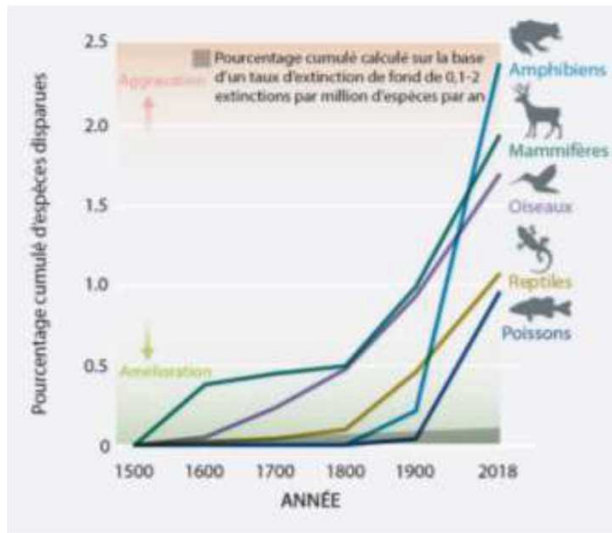 Pourcentage cumulé d'espèces disparues
2.5
2.0
1.5
1.0
0.5
0
Pourcentage cumulé calculé sur la base
d'un taux d'extinction de fond de 0,1-2
extinctions par million d'espèces par an
Aggravation
Amélioration
Amphibiens
Mammifères
Oiseaux
Reptiles
Poissons
1500 1600 1700 1800 1900 2018
ANNÉE